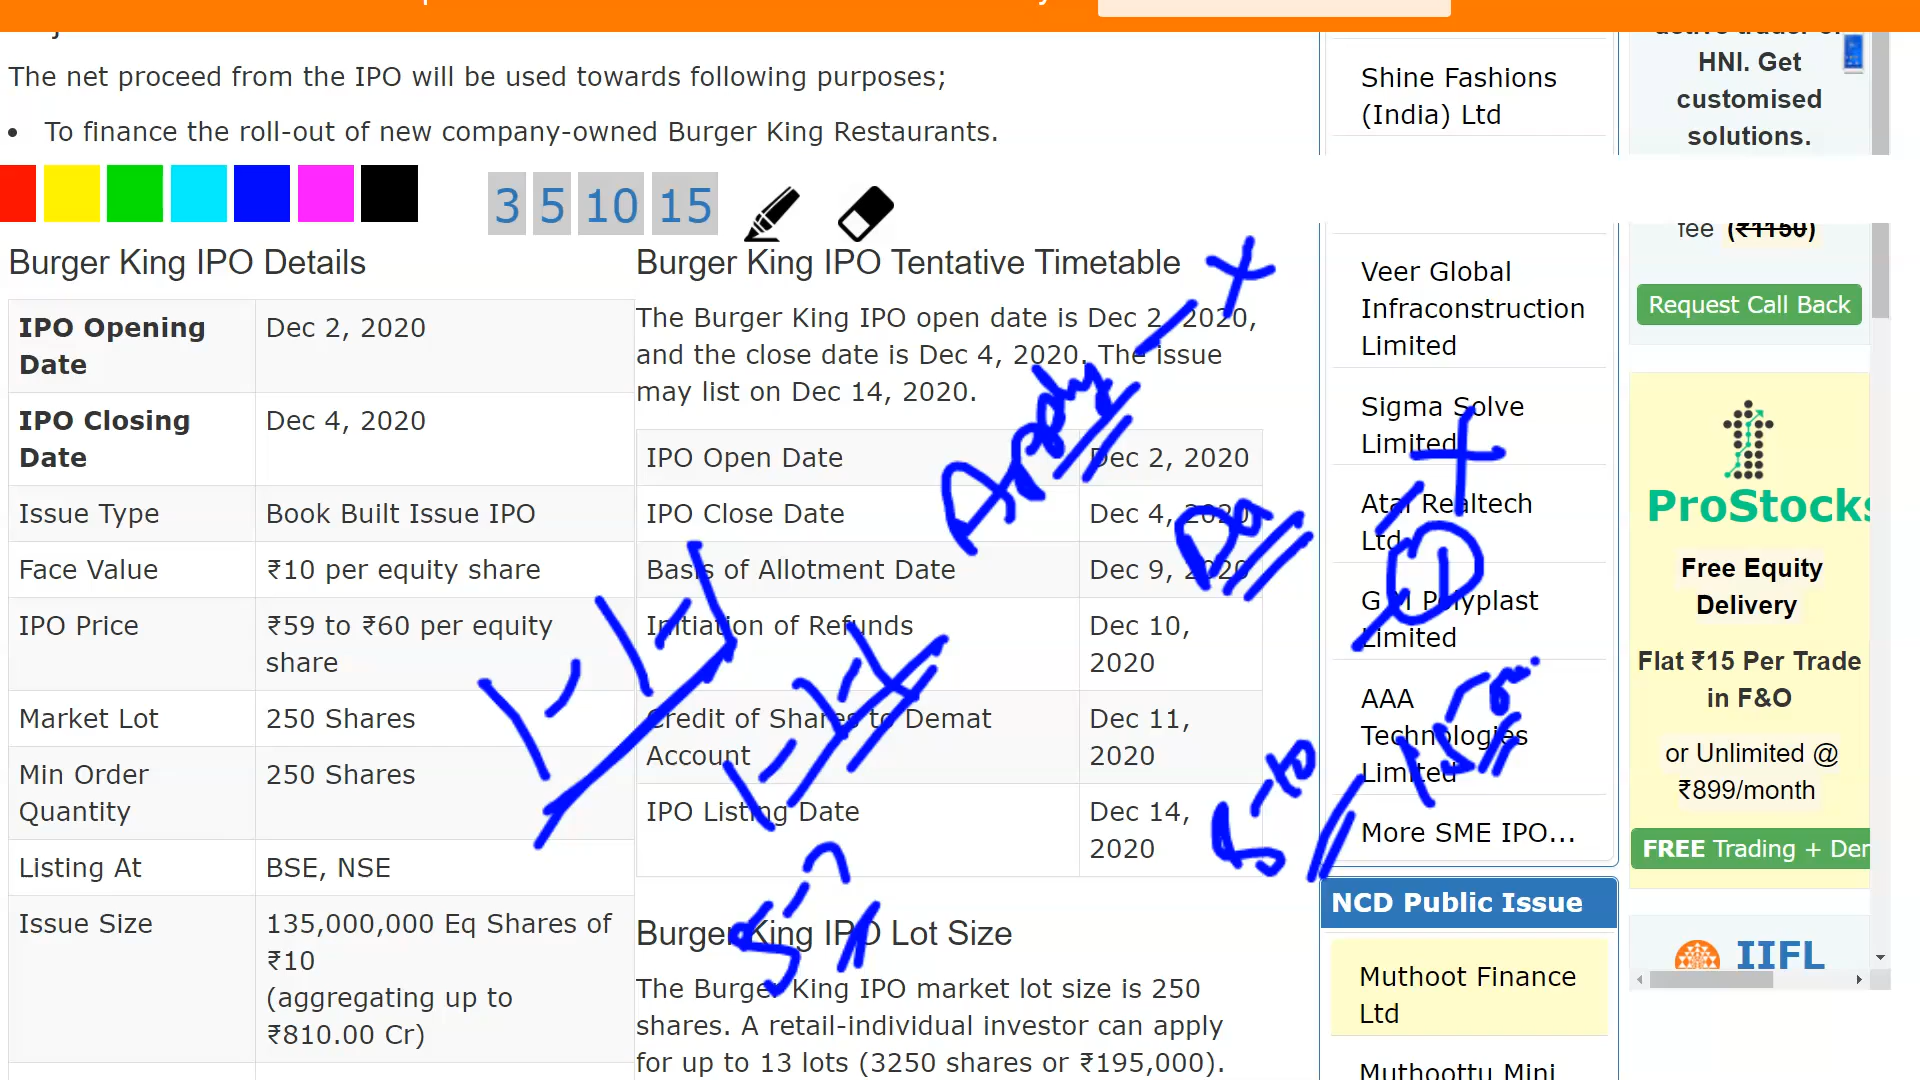 The net proceed from the IPO will be used towards following purposes;
• To finance the roll-out of new company-owned Burger King Restaurants.
3 5 10 15
Burger King IPO Details
IPO Opening Date Dec 2, 2020
IPO Closing Date Dec 4, 2020
Issue Type Book Built Issue IPO
Face Value ₹10 per equity share
IPO Price ₹59 to ₹60 per equity share
Market Lot 250 Shares
Min Order Quantity 250 Shares
Listing At BSE, NSE
Issue Size 135,000,000 Eq Shares of ₹10
(aggregating up to ₹810.00 Cr)
Burger King IPO Tentative Timetable
The Burger King IPO open date is Dec 2, 2020,
and the close date is Dec 4, 2020. The issue
may list on Dec 14, 2020.
IPO Open Date Dec 2, 2020
IPO Close Date Dec 4, 2020
Basis of Allotment Date Dec 9, 2020
Initiation of Refunds Dec 10, 2020
Credit of Shares to Demat Account Dec 11, 2020
IPO Listing Date Dec 14, 2020
Burger King IPO Lot Size
The Burger King IPO market lot size is 250
shares. A retail-individual investor can apply
for up to 13 lots (3250 shares or ₹195,000).
Shine Fashions
(India) Ltd
Veer Global
Infraconstruction
Limited
Sigma Solve
Limited
Atal Realtech
Ltd
G M Polyplast
Limited
AAA
Technologies
Limited
More SME IPO...
NCD Public Issue
Muthoot Finance
Ltd
Muthoottu Mini
HNI. Get
customised
solutions.
fee (₹1150)
Request Call Back
ProStocks
Free Equity
Delivery
Flat ₹15 Per Trade
in F&O
or Unlimited @
₹899/month
FREE Trading + Der
IIFL